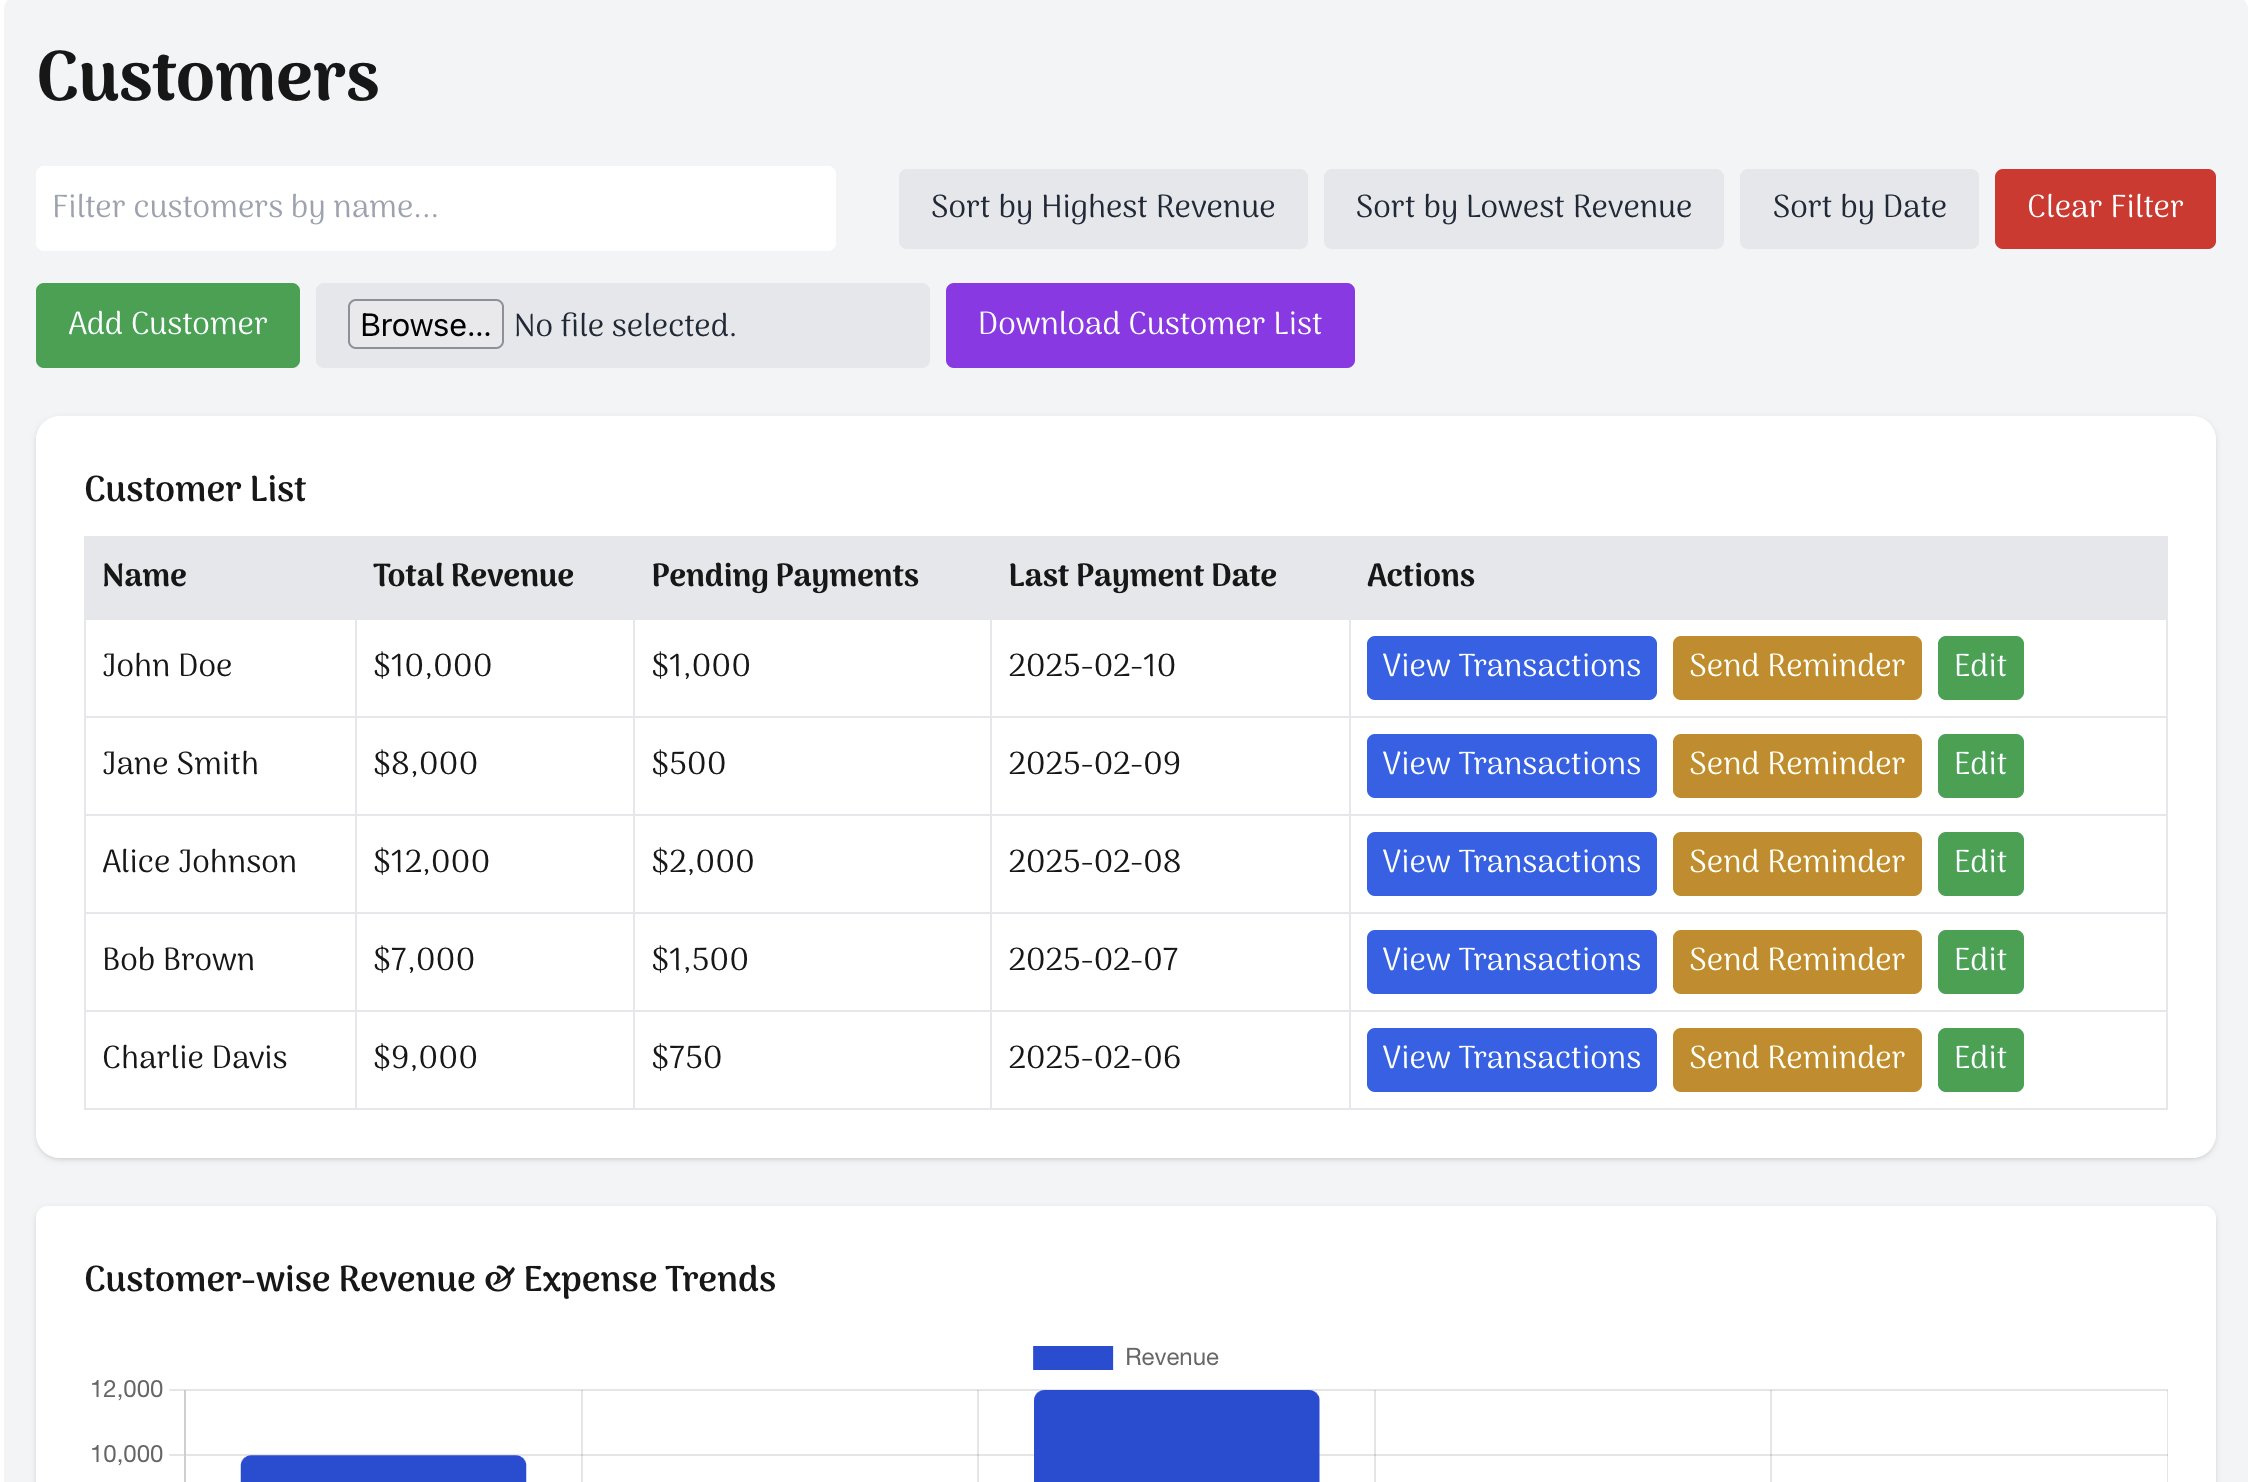 Customers
Filter customers by name...
Sort by Highest Revenue Sort by Lowest Revenue Sort by Date Clear Filter
Add Customer Browse... No file selected. Download Customer List
Customer List
Name Total Revenue Pending Payments Last Payment Date Actions
John Doe $10,000 $1,000 2025-02-10 View Transactions Send Reminder Edit
Jane Smith $8,000 $500 2025-02-09 View Transactions Send Reminder Edit
Alice Johnson $12,000 $2,000 2025-02-08 View Transactions Send Reminder Edit
Bob Brown $7,000 $1,500 2025-02-07 View Transactions Send Reminder Edit
Charlie Davis $9,000 $750 2025-02-06 View Transactions Send Reminder Edit
Customer-wise Revenue & Expense Trends
Revenue
12,000
10,000